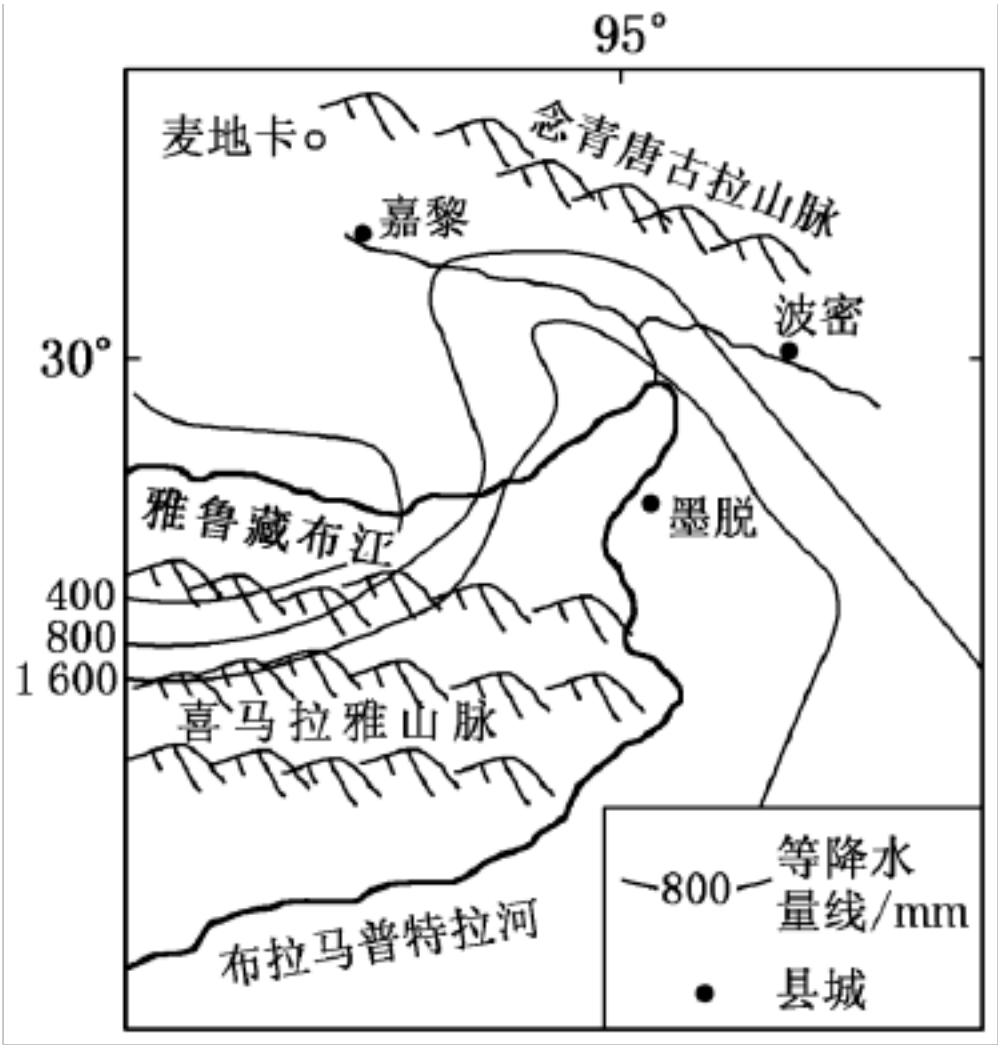 95°
麦地卡
念青唐古拉山脉
嘉黎
波密
30°
雅鲁藏布江
墨脱
400
800
1 600
喜马拉雅山脉
布拉马普特拉河
800
等降水
量线/mm
县城